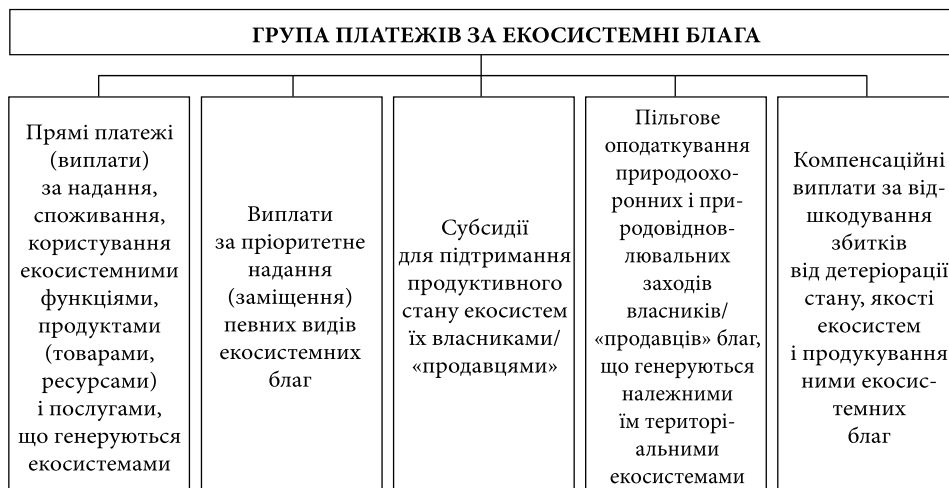 ГРУПА ПЛАТЕЖІВ ЗА ЕКОСИСТЕМНІ БЛАГА
Прямі платежі
(виплати)
за надання,
споживання,
користування
екосистемними
функціями,
продуктами
(товарами,
ресурсами)
і послугами,
що генеруються
екосистемами
Виплати
за пріоритетне
надання
(заміщення)
певних видів
екосистемних
благ
Субсидії
для підтримання
продуктивного
стану екосистем
їх власниками/
«продавцями»
Пільгове
оподаткування
природоохо-
ронних і при-
родовіднов-
лювальних
заходів
власників/
«продавців» благ,
що генеруються
належними
їм територі-
альними
екосистемами
Компенсаційні
виплати за від-
шкодування
збитків
від детеріорації
стану, якості
екосистем
і продукування
ними екосис-
темних
благ